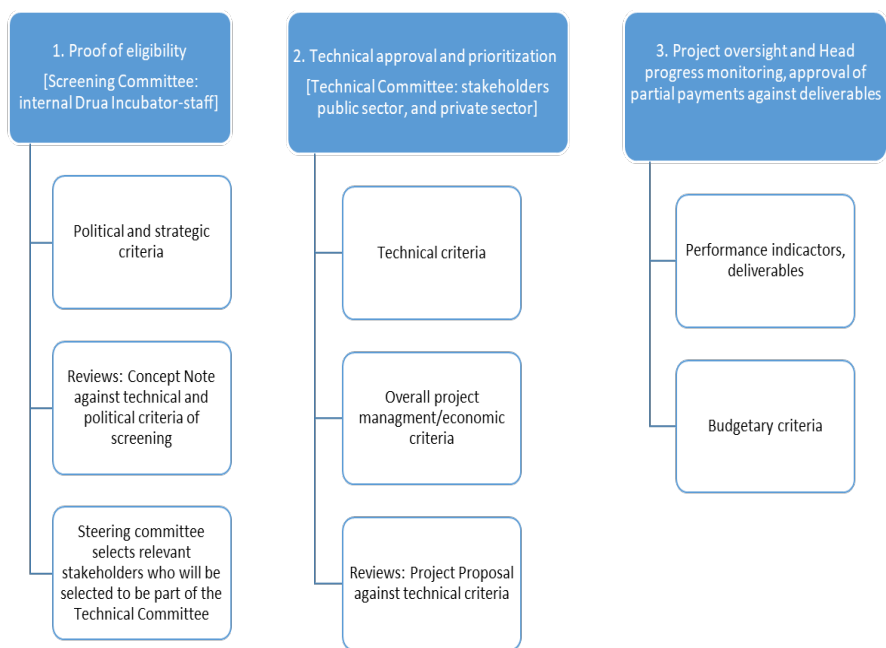 1. Proof of eligibility
[Screening Committee:
internal Drua Incubator-staff]
Political and strategic
criteria
Reviews: Concept Note
against technical and
political criteria of
screening
Steering committee
selects relevant
stakeholders who will be
selected to be part of the
Technical Committee
2. Technical approval and prioritization
[Technical Committee: stakeholders
public sector, and private sector]
Technical criteria
Overall project
managment/economic
criteria
Reviews: Project Proposal
against technical criteria
3. Project oversight and Head
progress monitoring, approval of
partial payments against deliverables
Performance indicactors,
deliverables
Budgetary criteria